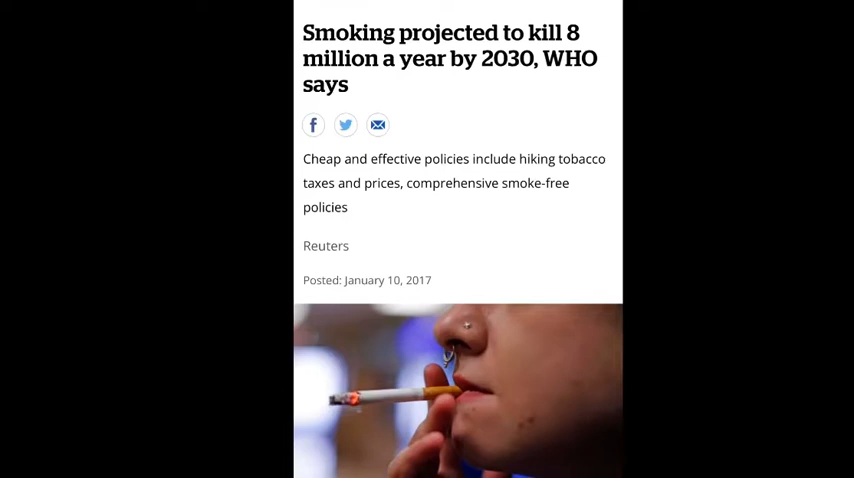 Smoking projected to kill 8
million a year by 2030, WHO
says
Cheap and effective policies include hiking tobacco
taxes and prices, comprehensive smoke-free
policies
Reuters
Posted: January 10, 2017